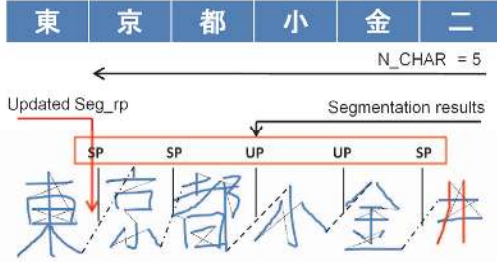 東 京 都 小 金 二
N_CHAR = 5
Updated Seg_rp
Segmentation results
SP SP UP UP SP
東京都小金井